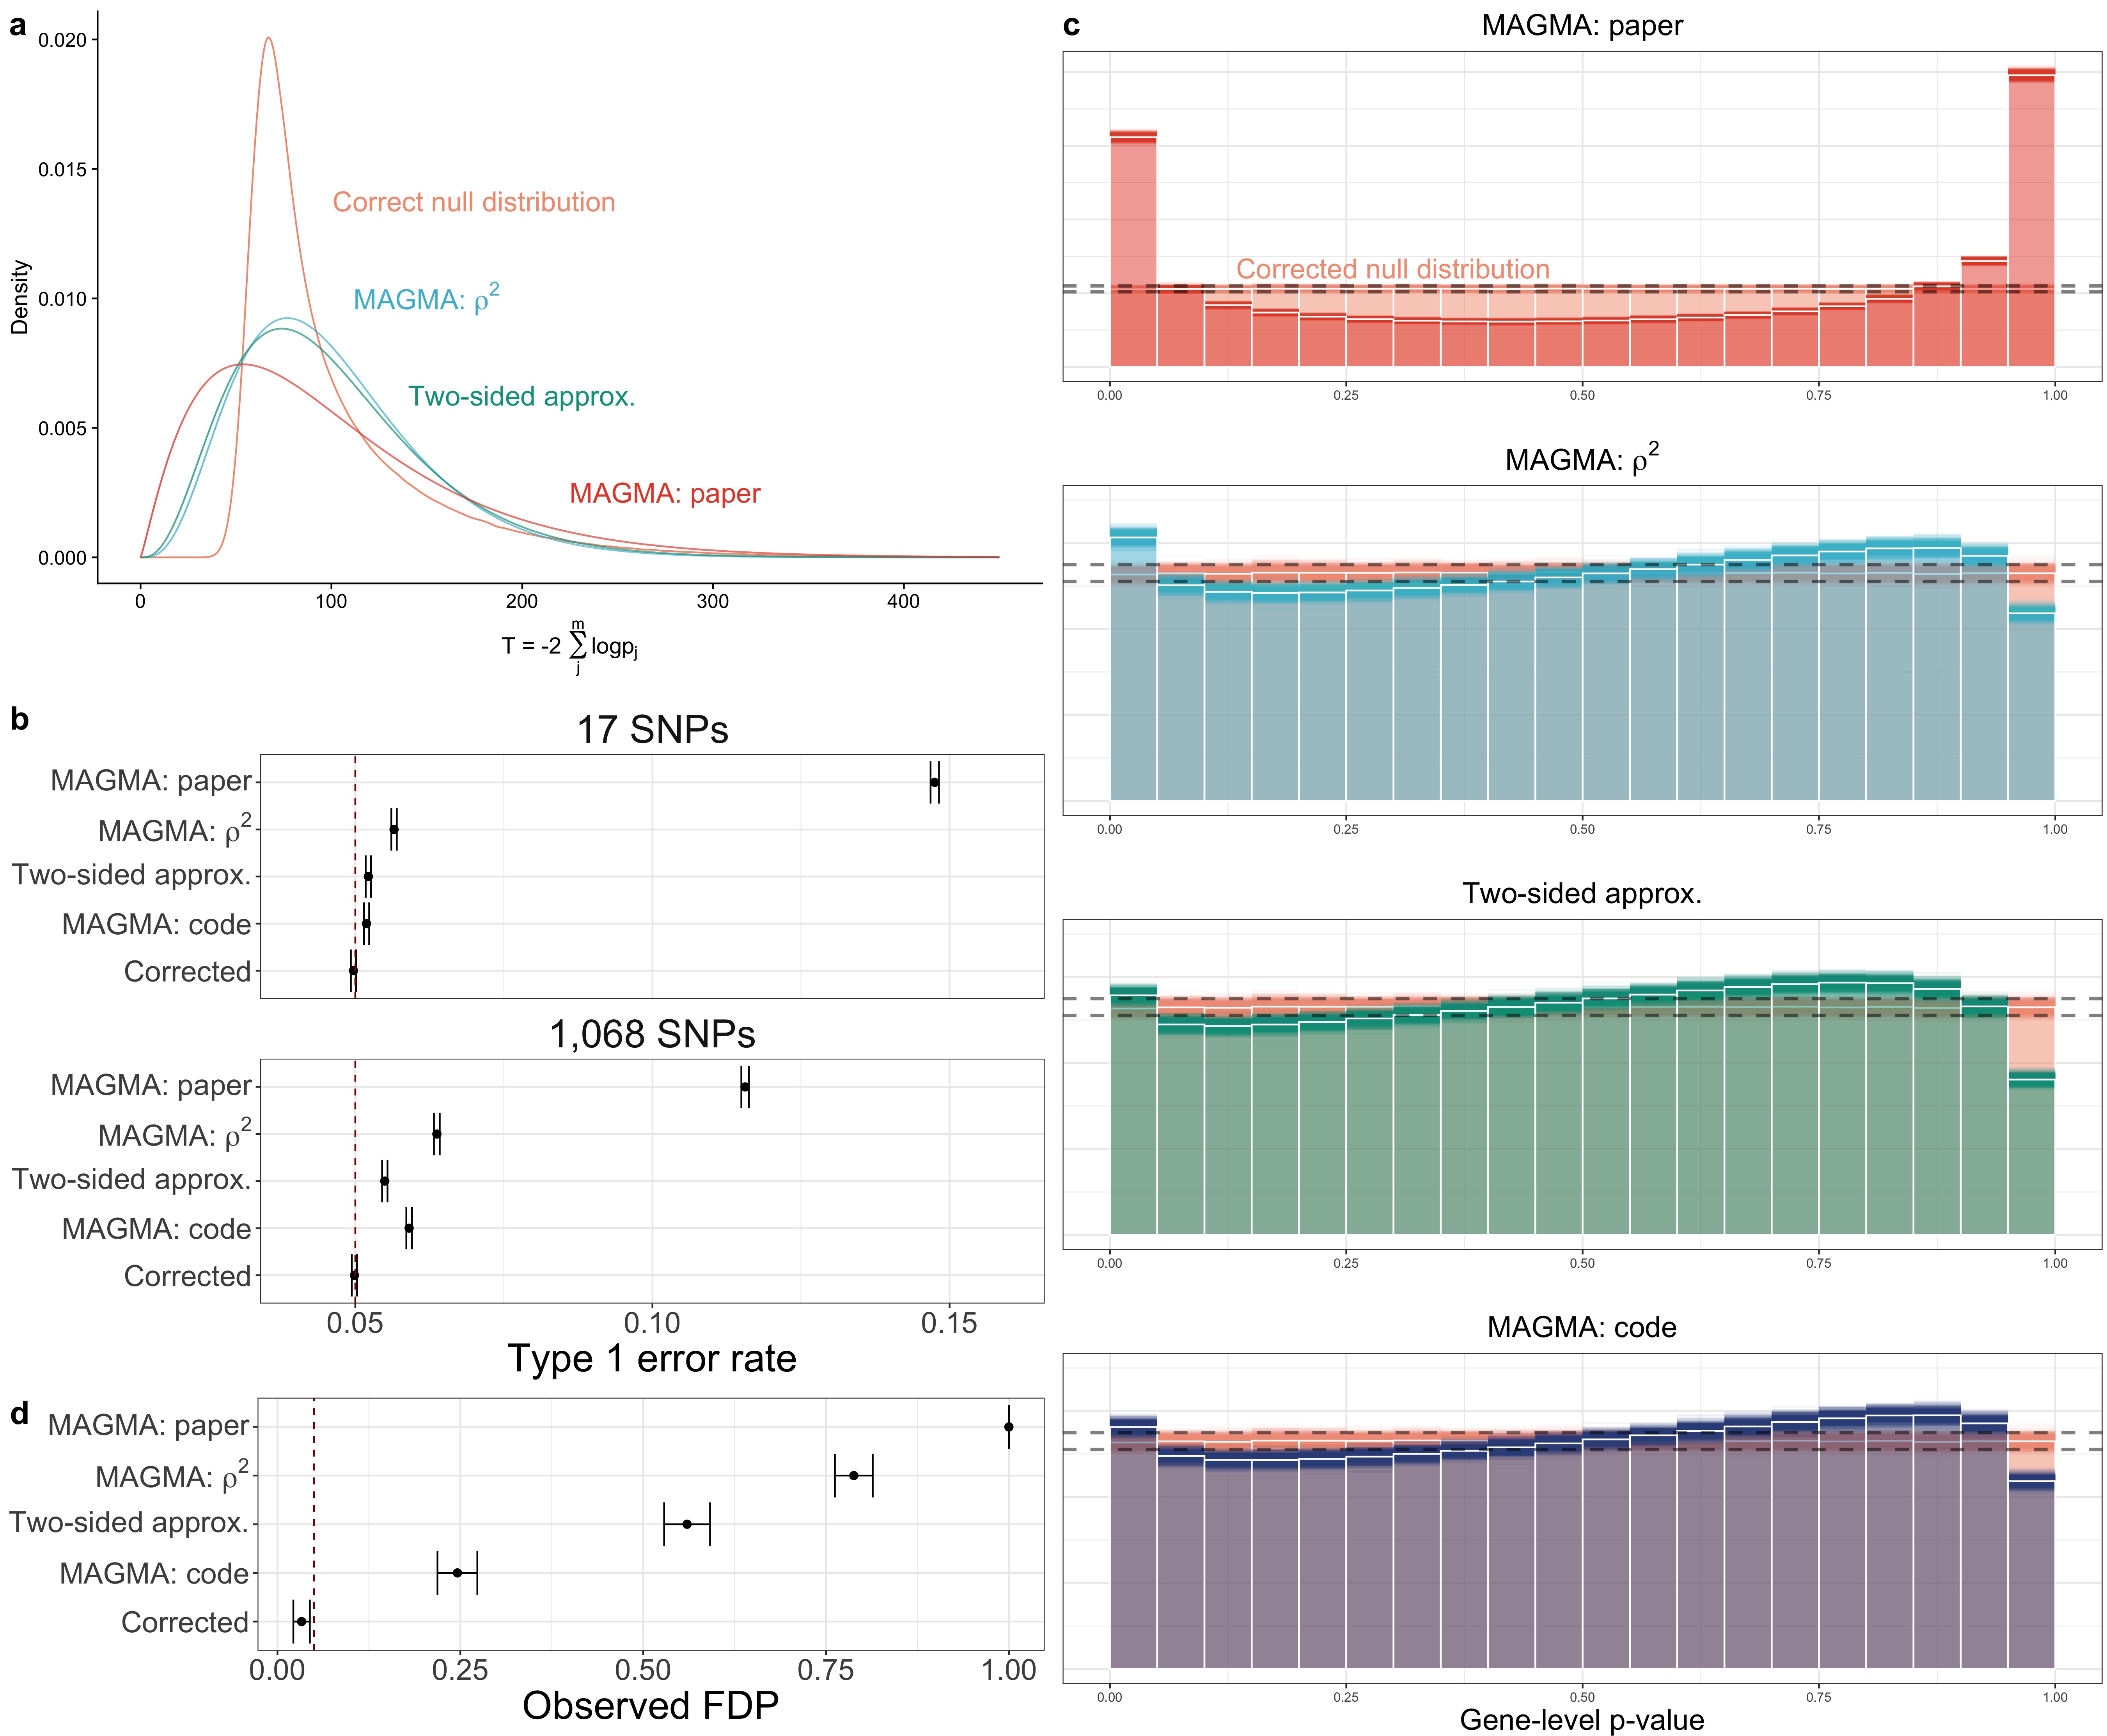 a
0.020
0.015
0.010
0.005
0.000
Density
Correct null distribution
MAGMA: ρ²
Two-sided approx.
MAGMA: paper
0 100 200 300 400
T = -2 ∑ⱼᵐ logpⱼ
b
17 SNPs
MAGMA: paper
MAGMA: ρ²
Two-sided approx.
MAGMA: code
Corrected
1,068 SNPs
MAGMA: paper
MAGMA: ρ²
Two-sided approx.
MAGMA: code
Corrected
0.05 0.10 0.15
Type 1 error rate
c
MAGMA: paper
Corrected null distribution
0.00 0.25 0.50 0.75 1.00
MAGMA: ρ²
0.00 0.25 0.50 0.75 1.00
Two-sided approx.
0.00 0.25 0.50 0.75 1.00
MAGMA: code
0.00 0.25 0.50 0.75 1.00
Gene-level p-value
d
MAGMA: paper
MAGMA: ρ²
Two-sided approx.
MAGMA: code
Corrected
0.00 0.25 0.50 0.75 1.00
Observed FDP